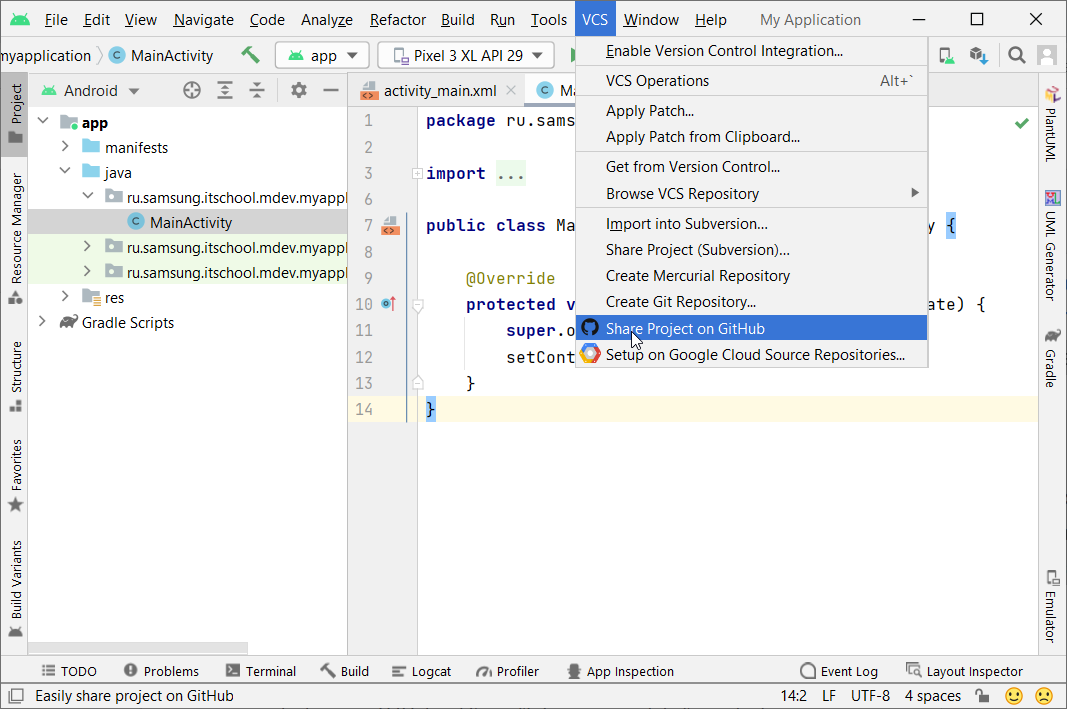 File Edit View Navigate Code Analyze Refactor Build Run Tools VCS Window Help My Application
myapplication MainActivity app Pixel 3 XL API 29
Android
activity_main.xml
app
manifests
java
ru.samsung.itschool.mdev.myappl
MainActivity
ru.samsung.itschool.mdev.myappl
ru.samsung.itschool.mdev.myappl
res
Gradle Scripts
Project
Resource Manager
Structure
Favorites
Build Variants
1 package ru.sams
2
3 import ...
6
7 public class Ma y {
8
9 @Override
10 protected v ate) {
11 super.o
12 setCont
13 }
14 }
Enable Version Control Integration...
VCS Operations Alt+`
Apply Patch...
Apply Patch from Clipboard...
Get from Version Control...
Browse VCS Repository
Import into Subversion...
Share Project (Subversion)...
Create Mercurial Repository
Create Git Repository...
Share Project on GitHub
Setup on Google Cloud Source Repositories...
PlantUML
UML Generator
Gradle
Emulator
TODO Problems Terminal Build Logcat Profiler App Inspection Event Log Layout Inspector
Easily share project on GitHub 14:2 LF UTF-8 4 spaces